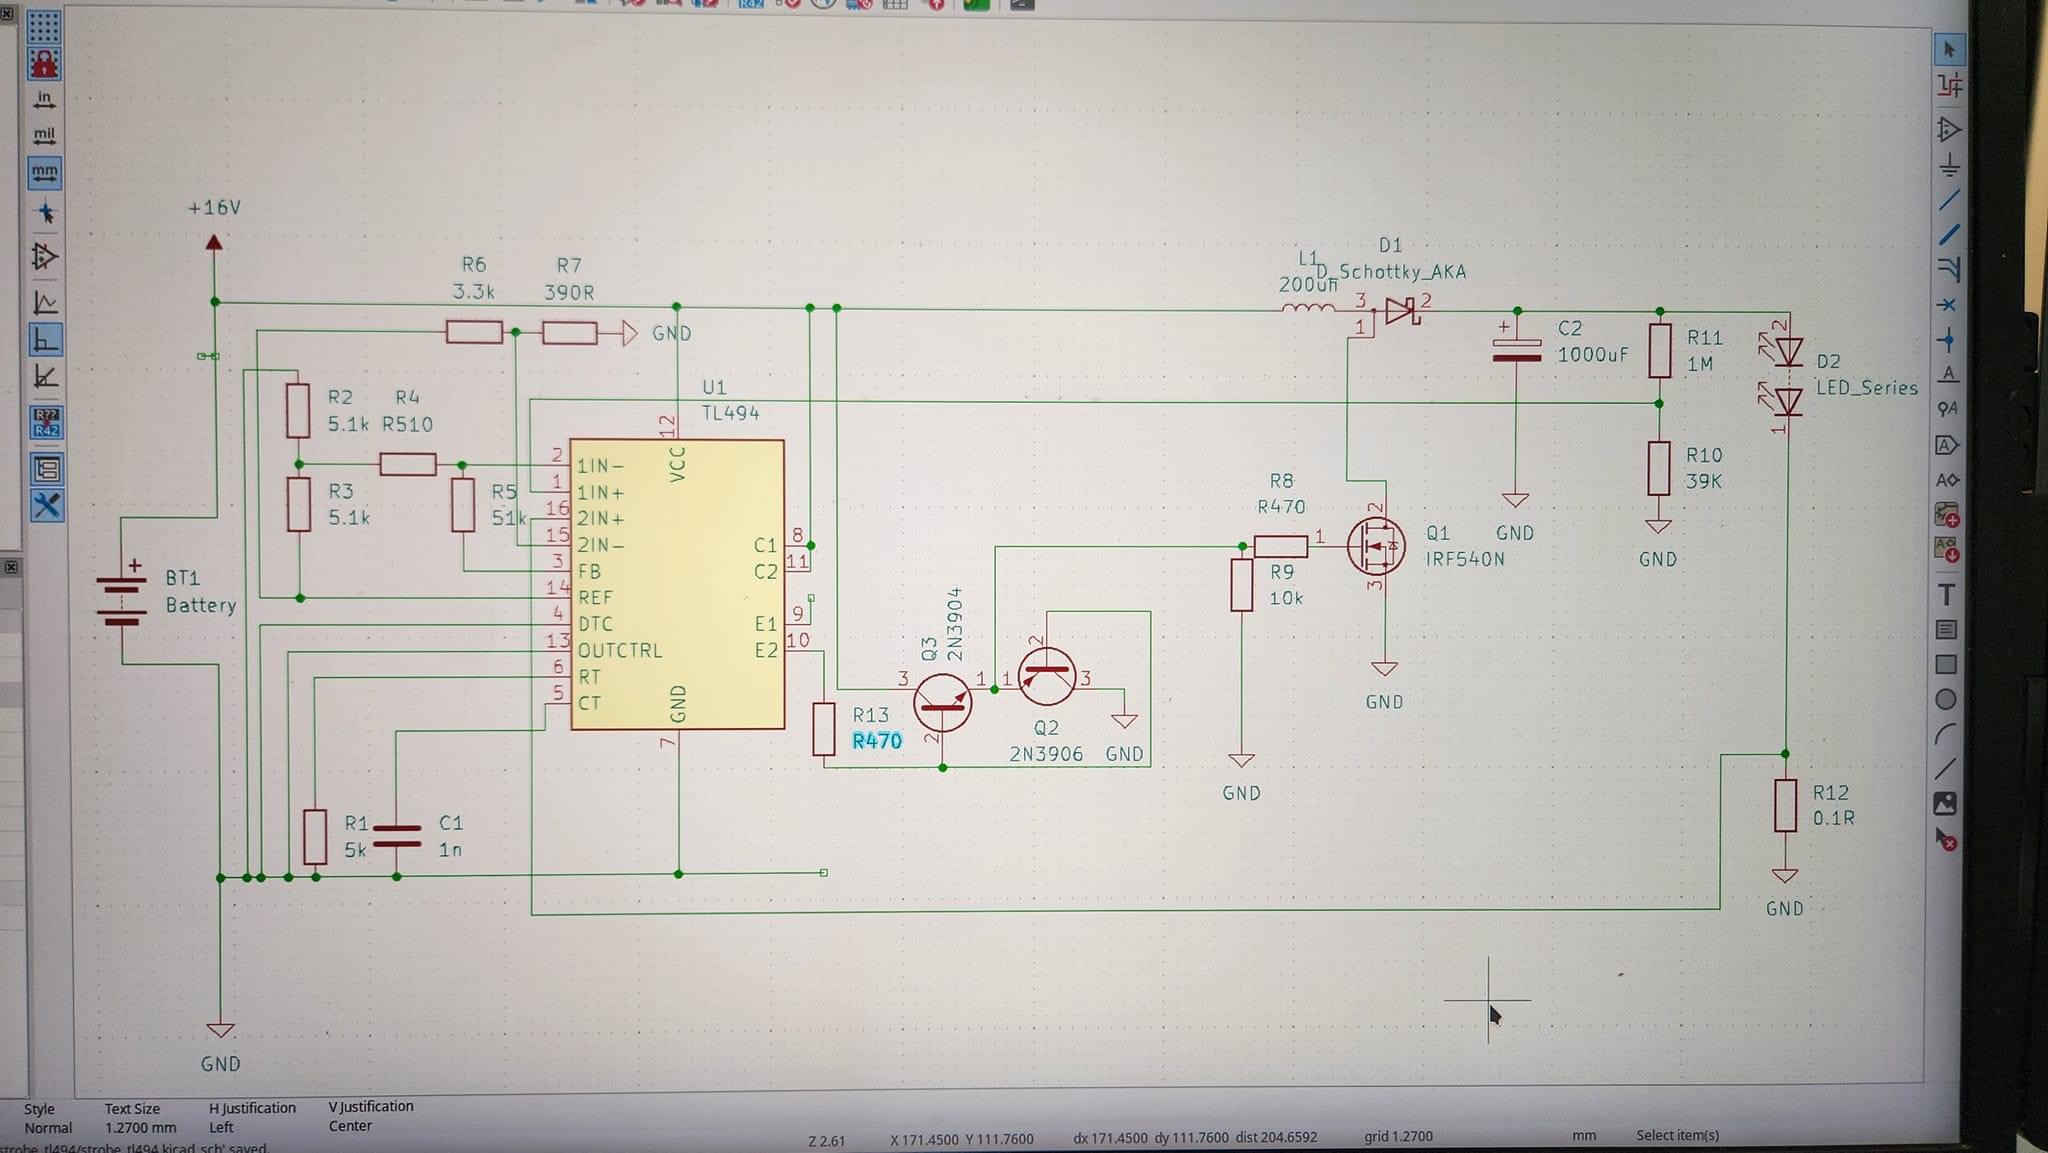 in
mil
mm
R??
R42
R42
+16V
R6
3.3k
R7
390R
GND
L1
200uH
D1
D_Schottky_AKA
3
2
1
+
C2
1000uF
GND
R11
1M
R10
39K
GND
2
D2
LED_Series
1
R2
5.1k
R4
R510
R3
5.1k
R5
51k
U1
TL494
12
VCC
2
1IN−
1
1IN+
16
2IN+
15
2IN−
3
FB
14
REF
4
DTC
13
OUTCTRL
6
RT
5
CT
GND
7
C1
8
C2
11
E1
9
E2
10
+
BT1
Battery
R8
R470
1
2
Q1
IRF540N
3
GND
R9
10k
GND
Q3
2N3904
3
1
2
1
2
3
Q2
2N3906
GND
R13
R470
R1
5k
C1
1n
R12
0.1R
GND
GND
A
A
A
A
T
Style
Normal
Text Size
1.2700 mm
H Justification
Left
V Justification
Center
strobe_tl494/strobe_tl494.kicad_sch' saved.
Z 2.61
X 171.4500 Y 111.7600
dx 171.4500 dy 111.7600 dist 204.6592
grid 1.2700
mm
Select item(s)